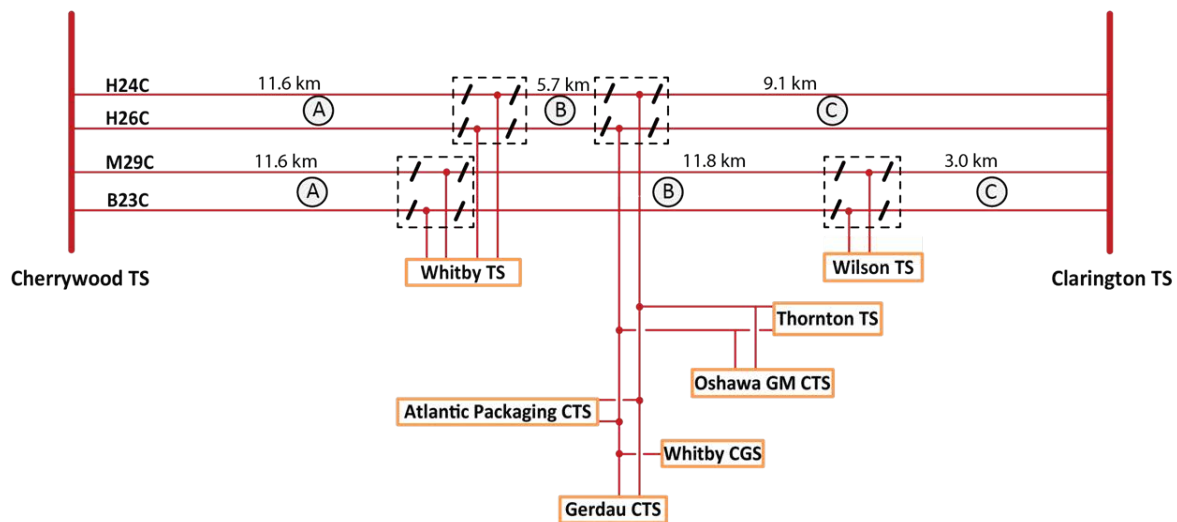 H24C
11.6 km
5.7 km
9.1 km
A
B
C
H26C
M29C
11.6 km
11.8 km
3.0 km
A
B
C
B23C
Cherrywood TS
Whitby TS
Wilson TS
Clarington TS
Thornton TS
Oshawa GM CTS
Atlantic Packaging CTS
Whitby CGS
Gerdau CTS